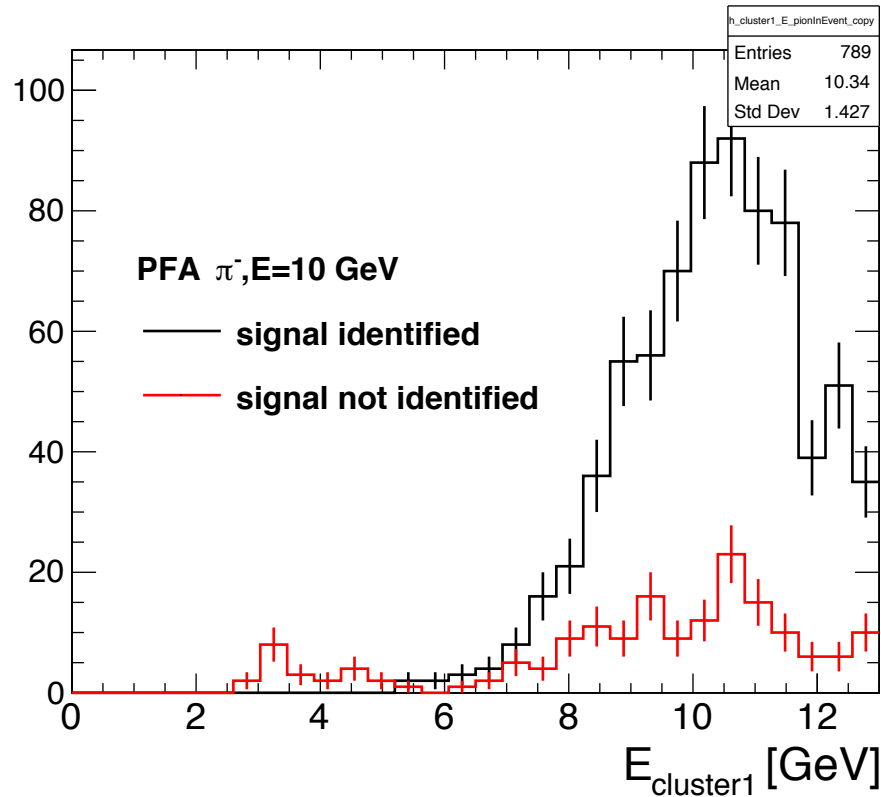 h_cluster1_E_pionInEvent_copy
Entries 789
Mean 10.34
Std Dev 1.427
100
80
60
40
20
0
PFA π⁻,E=10 GeV
signal identified
signal not identified
0 2 4 6 8 10 12
E_cluster1 [GeV]